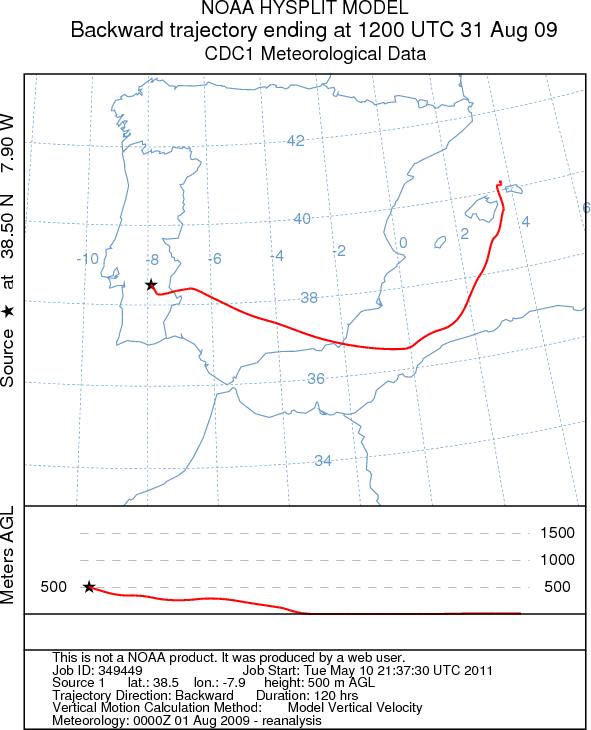 NOAA HYSPLIT MODEL
Backward trajectory ending at 1200 UTC 31 Aug 09
CDC1 Meteorological Data
Source ★ at 38.50 N 7.90 W
42
40
38
36
34
-10
-8
-6
-4
-2
0
2
4
6
Meters AGL
500
1500
1000
500
This is not a NOAA product. It was produced by a web user.
Job ID: 349449 Job Start: Tue May 10 21:37:30 UTC 2011
Source 1 lat.: 38.5 lon.: -7.9 height: 500 m AGL
Trajectory Direction: Backward Duration: 120 hrs
Vertical Motion Calculation Method: Model Vertical Velocity
Meteorology: 0000Z 01 Aug 2009 - reanalysis